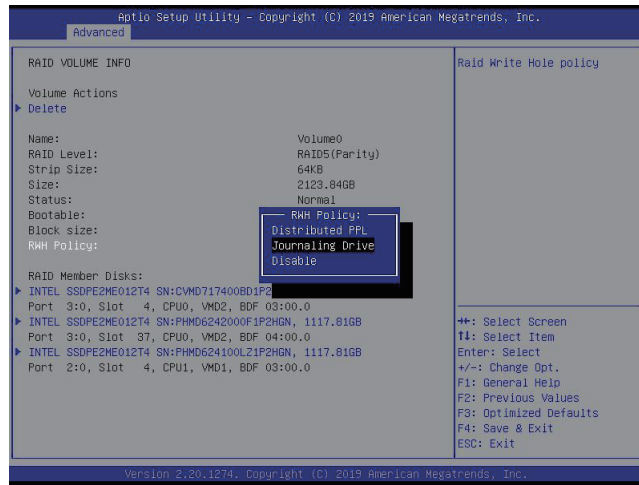 Aptio Setup Utility – Copyright (C) 2019 American Megatrends, Inc.
Advanced
RAID VOLUME INFO
Raid Write Hole policy
Volume Actions
Delete
Name: Volume0
RAID Level: RAID5(Parity)
Strip Size: 64KB
Size: 2123.84GB
Status: Normal
Bootable:
Block size:
RWH Policy:
RWH Policy:
Distributed PPL
Journaling Drive
Disable
RAID Member Disks:
INTEL SSDPE2ME012T4 SN:CVMD717400BD1P2
Port 3:0, Slot 4, CPU0, VMD2, BDF 03:00.0
INTEL SSDPE2ME012T4 SN:PHMD6242000F1P2HGN, 1117.81GB
Port 3:0, Slot 37, CPU0, VMD2, BDF 04:00.0
INTEL SSDPE2ME012T4 SN:PHMD624100LZ1P2HGN, 1117.81GB
Port 2:0, Slot 4, CPU1, VMD1, BDF 03:00.0
→←: Select Screen
↑↓: Select Item
Enter: Select
+/-: Change Opt.
F1: General Help
F2: Previous Values
F3: Optimized Defaults
F4: Save & Exit
ESC: Exit
Version 2.20.1274. Copyright (C) 2019 American Megatrends, Inc.